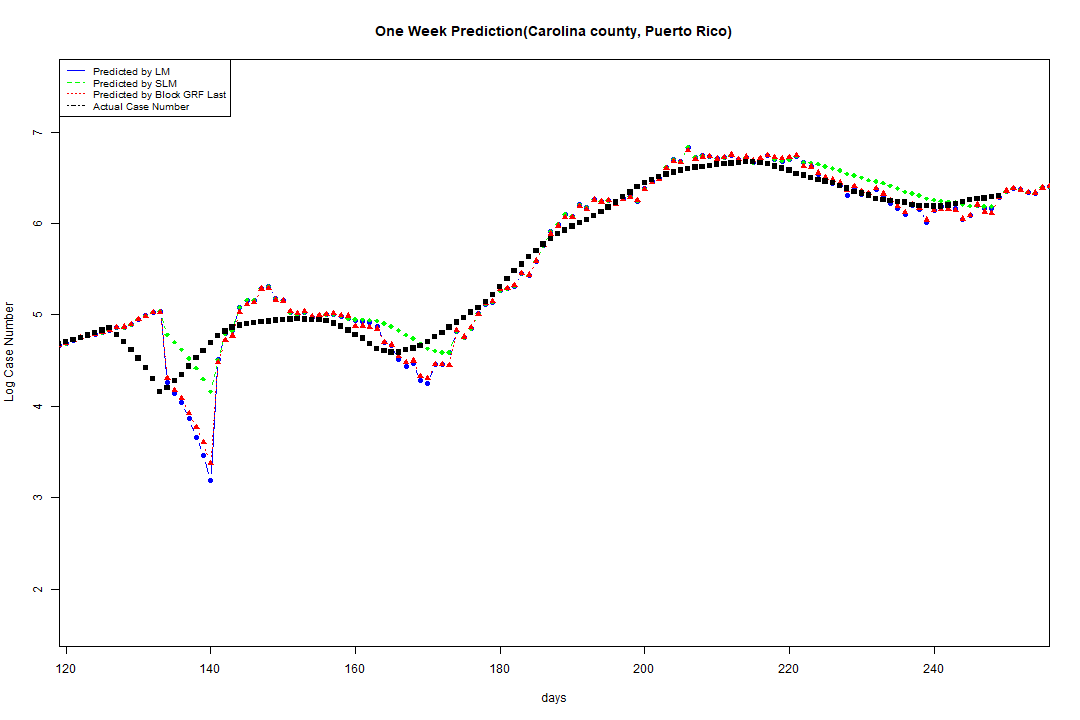 One Week Prediction(Carolina county, Puerto Rico)
Predicted by LM
Predicted by SLM
Predicted by Block GRF Last
Actual Case Number
Log Case Number
7
6
5
4
3
2
120 140 160 180 200 220 240
days